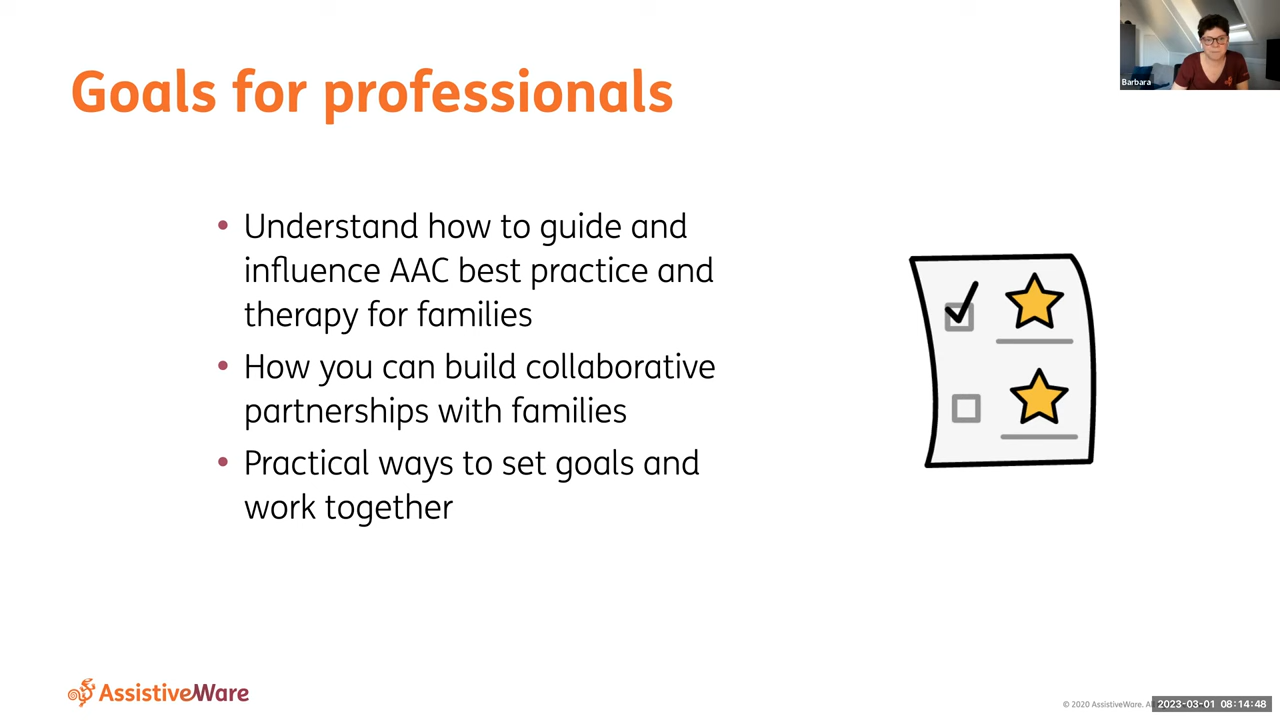 Goals for professionals
Barbara
• Understand how to guide and
influence AAC best practice and
therapy for families
• How you can build collaborative
partnerships with families
• Practical ways to set goals and
work together
AssistiveWare
© 2020 AssistiveWare.
2023-03-01 08:14:48